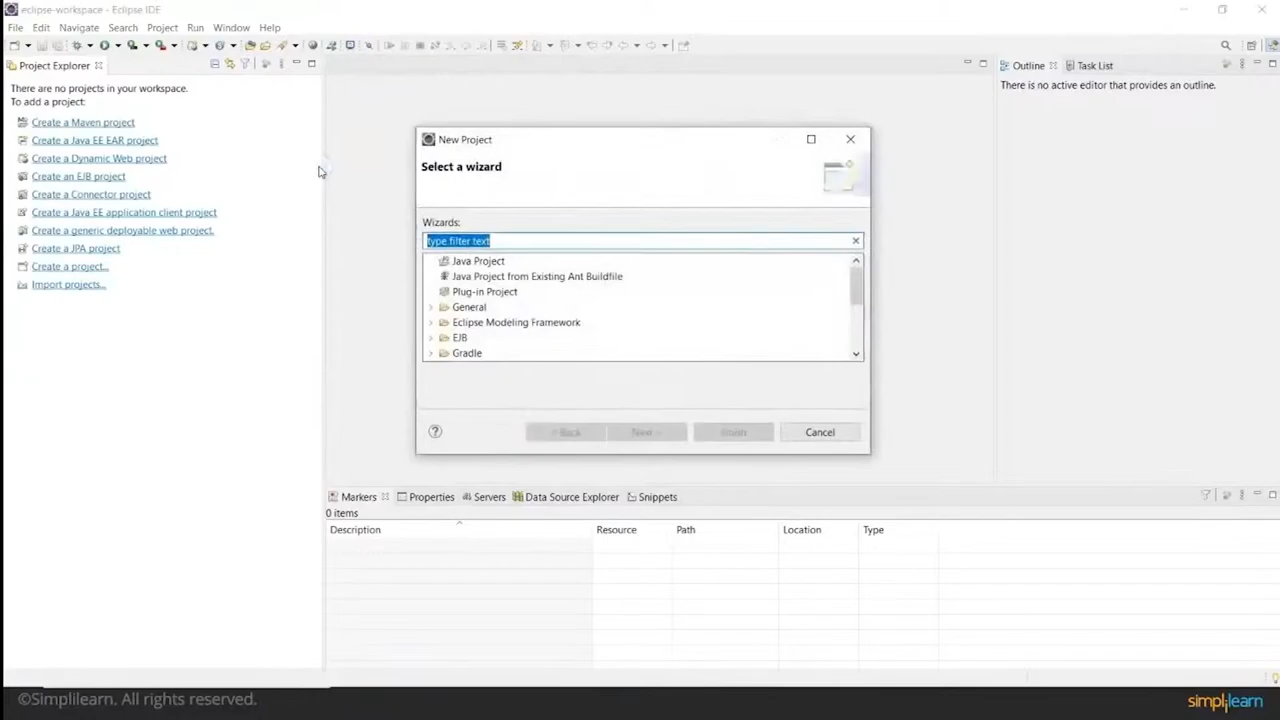 eclipse-workspace - Eclipse IDE
File Edit Navigate Search Project Run Window Help
Project Explorer
There are no projects in your workspace.
To add a project:
Create a Maven project
Create a Java EE EAR project
Create a Dynamic Web project
Create an EJB project
Create a Connector project
Create a Java EE application client project
Create a generic deployable web project.
Create a JPA project
Create a project...
Import projects...
New Project
Select a wizard
Wizards:
type filter text
Java Project
Java Project from Existing Ant Buildfile
Plug-in Project
General
Eclipse Modeling Framework
EJB
Gradle
< Back Next > Finish Cancel
Outline Task List
There is no active editor that provides an outline.
Markers Properties Servers Data Source Explorer Snippets
0 items
Description Resource Path Location Type
©Simplilearn. All rights reserved.
simplilearn